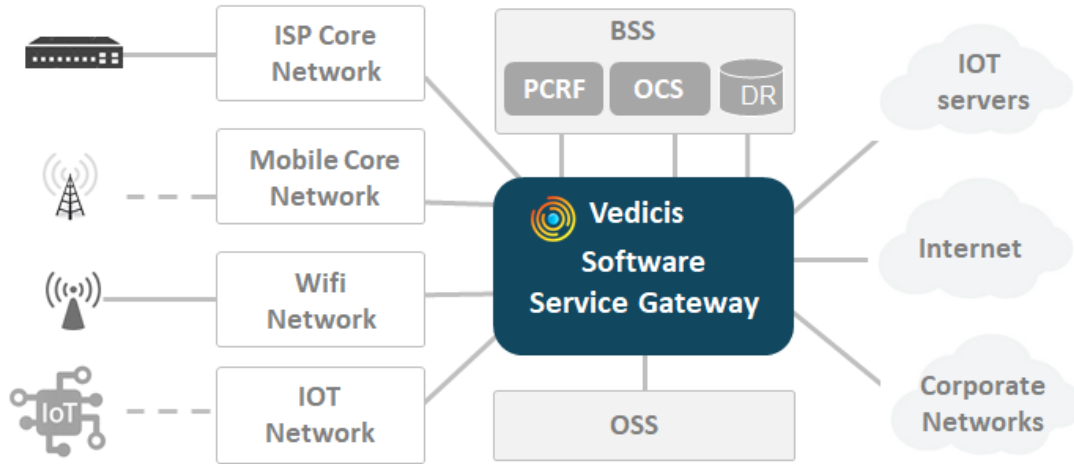 ISP Core
Network
Mobile Core
Network
Wifi
Network
IoT
IOT
Network
BSS
PCRF
OCS
DR
Vedicis
Software
Service Gateway
OSS
IOT
servers
Internet
Corporate
Networks